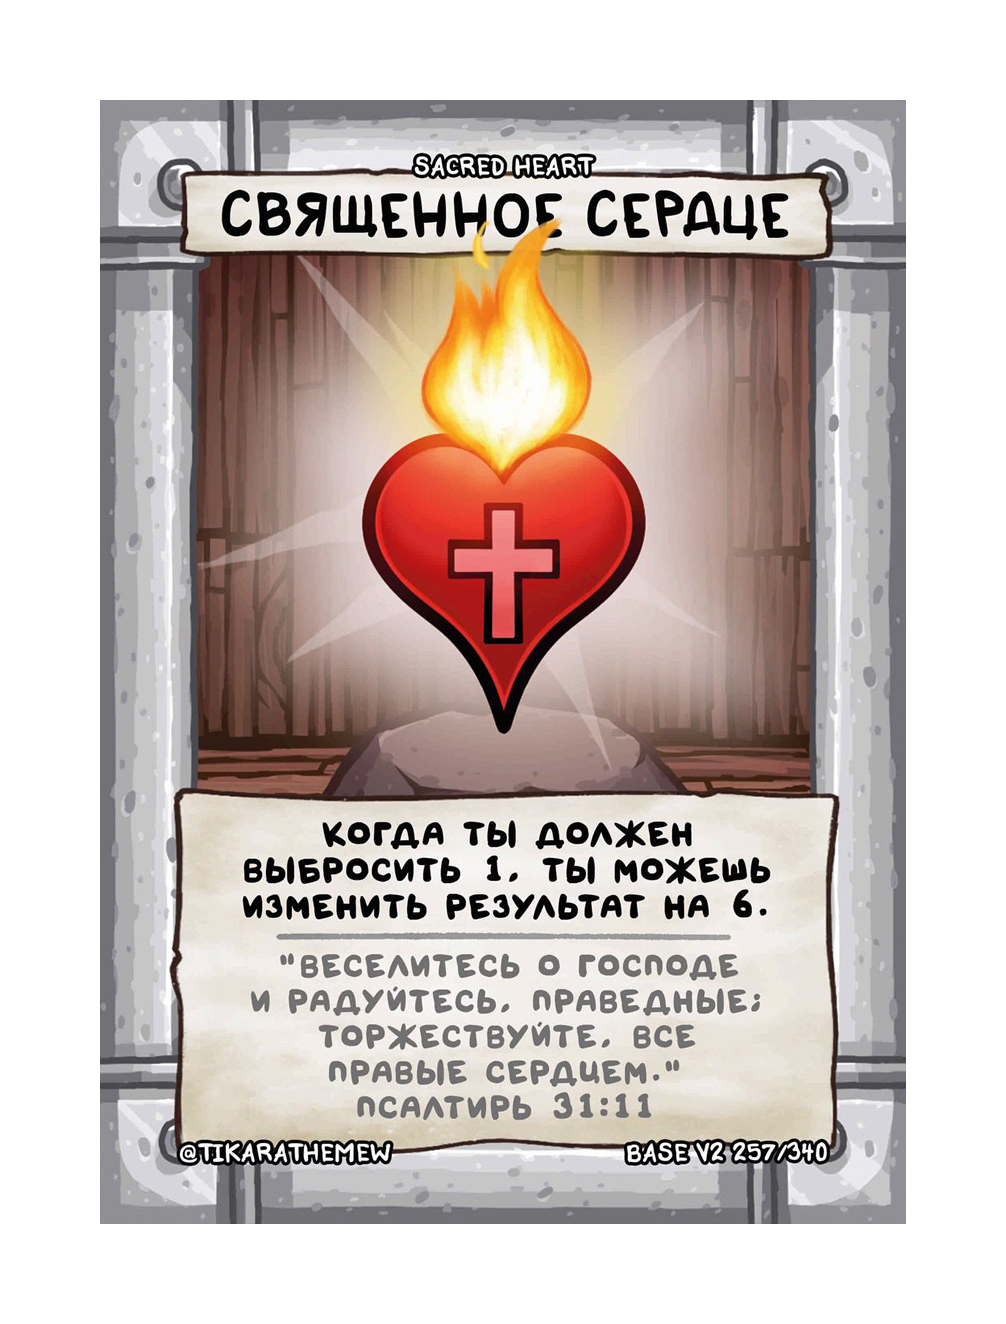 SACRED HEART
СВЯЩЕННОЕ СЕРДЦЕ
КОГДА ТЫ ДОЛЖЕН
ВЫБРОСИТЬ 1, ТЫ МОЖЕШЬ
ИЗМЕНИТЬ РЕЗУЛЬТАТ НА 6.
"ВЕСЕЛИТЕСЬ О ГОСПОДЕ
И РАДУЙТЕСЬ, ПРАВЕДНЫЕ;
ТОРЖЕСТВУЙТЕ, ВСЕ
ПРАВЫЕ СЕРДЦЕМ."
ПСАЛТИРЬ 31:11
@TIKARATHEMEW
BASE V2 257/340